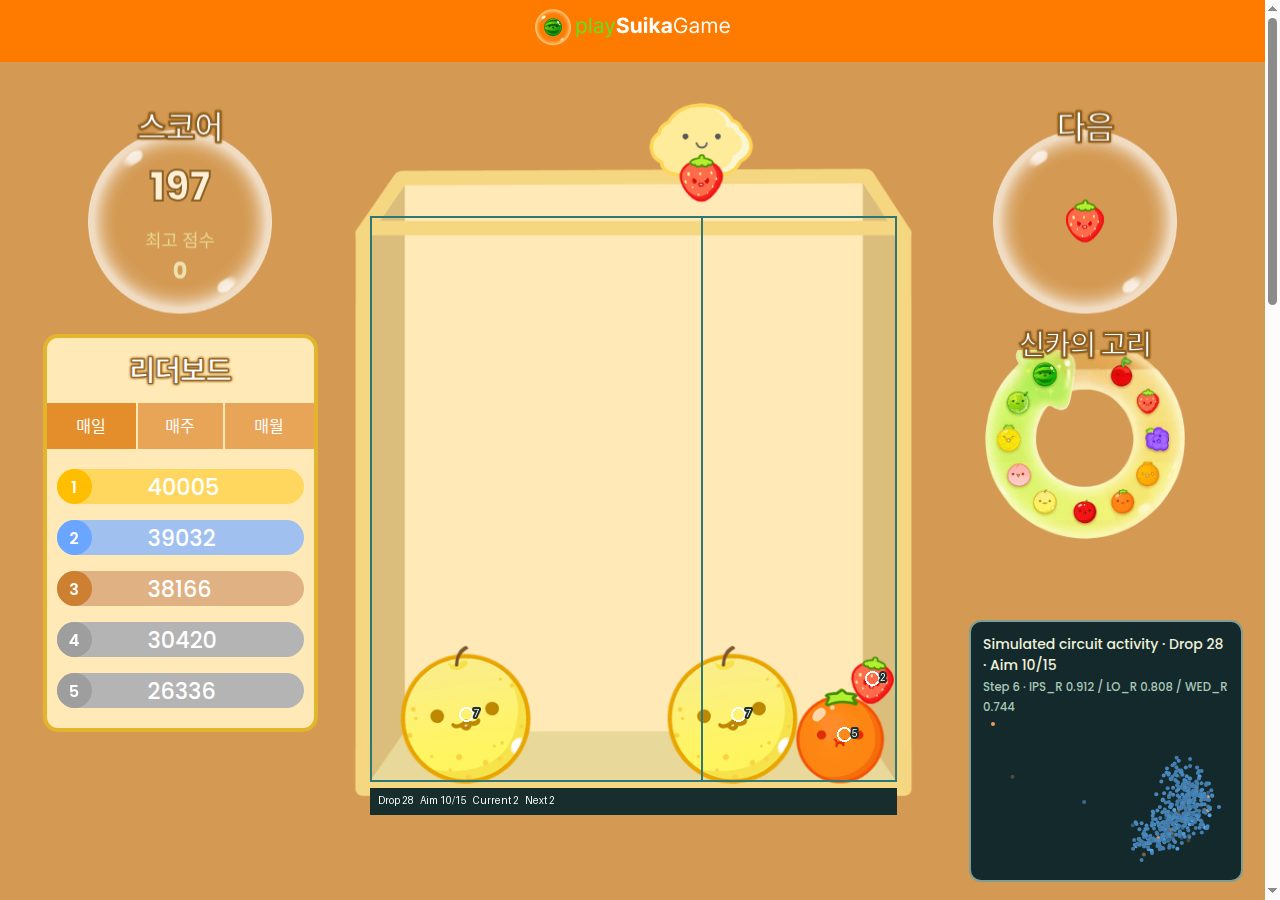 playSuikaGame
스코어
197
최고 점수
0
리더보드
매일 매주 매월
1 40005
2 39032
3 38166
4 30420
5 26336
7
7
2
5
Drop 28 Aim 10/15 Current 2 Next 2
다음
신카의 고리
Simulated circuit activity · Drop 28
· Aim 10/15
Step 6 · IPS_R 0.912 / LO_R 0.808 / WED_R
0.744